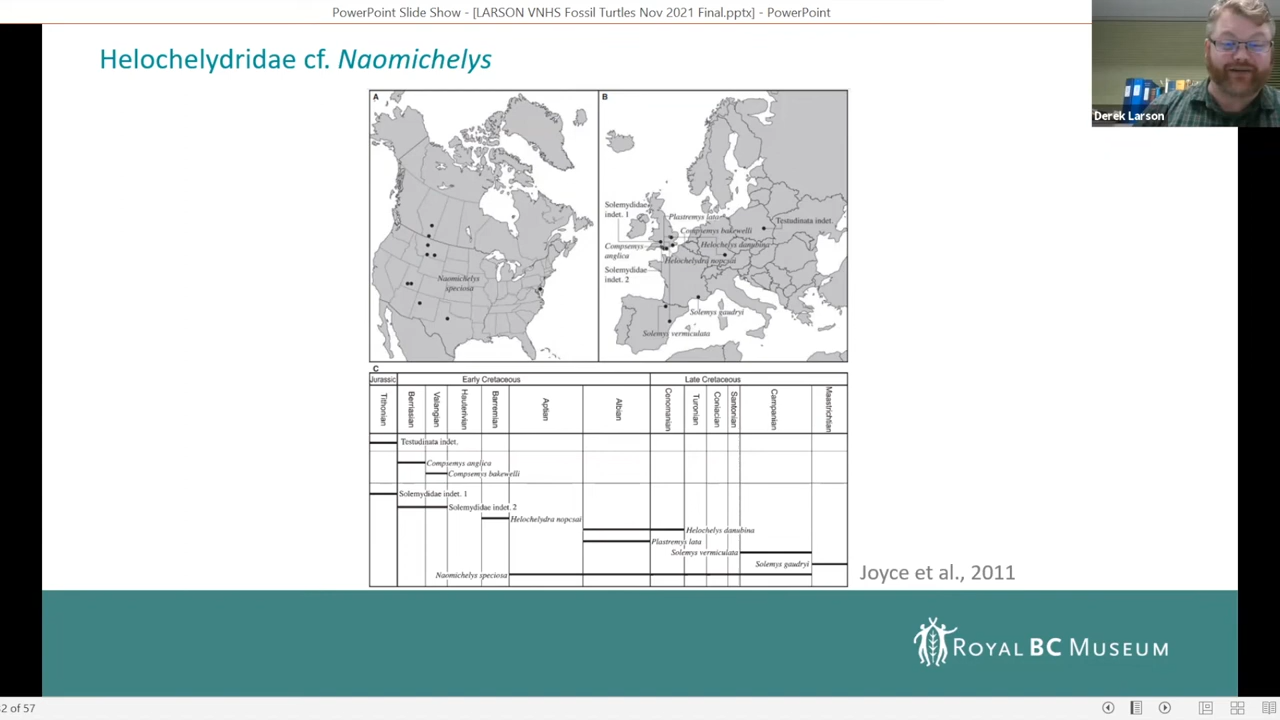 PowerPoint Slide Show - [LARSON VNHS Fossil Turtles Nov 2021 Final.pptx] - PowerPoint
Derek Larson
Helochelydridae cf. Naomichelys
A
B
Naomichelys
speciosa
Solemydidae
indet. 1
Plastremys lata
Testudinata indet.
Compsemys bakewelli
Compsemys
anglica
Helochelys danubina
Helochelydra nopcsai
Solemydidae
indet. 2
Solemys gaudryi
Solemys vermiculata
C
Jurassic
Early Cretaceous
Late Cretaceous
Tithonian
Berriasian
Valangian
Hauterivian
Barremian
Aptian
Albian
Cenomanian
Turonian
Coniacian
Santonian
Campanian
Maastrichtian
Testudinata indet.
Compsemys anglica
Compsemys bakewelli
Solemydidae indet. 1
Solemydidae indet. 2
Helochelydra nopcsai
Helochelys danubina
Plastremys lata
Solemys vermiculata
Solemys gaudryi
Naomichelys speciosa
Joyce et al., 2011
ROYAL BC MUSEUM
2 of 57